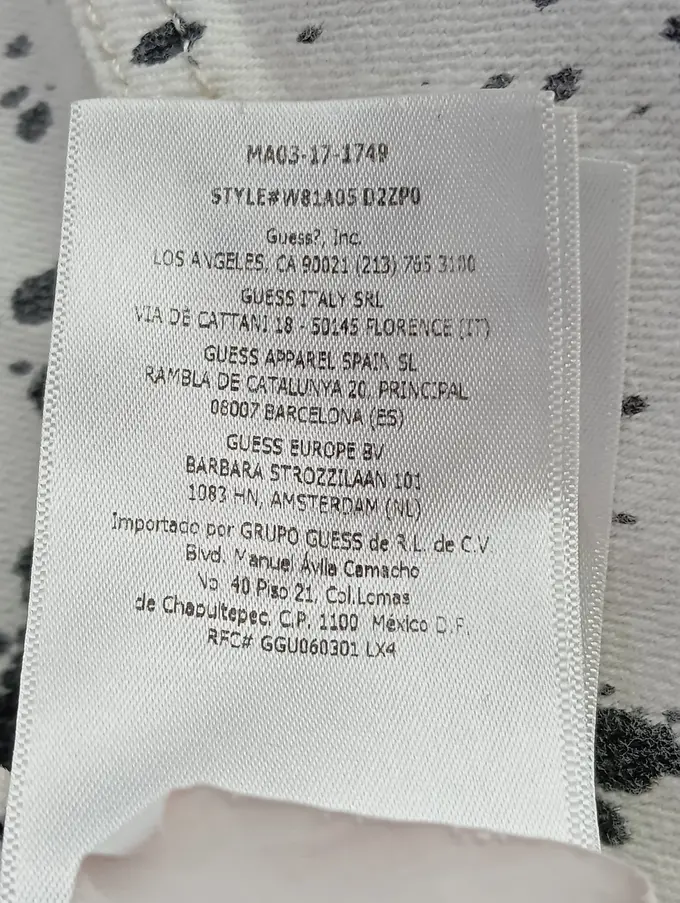 MA03-17-1749
STYLE#W81A05 D2ZP0
Guess?, Inc.
LOS ANGELES, CA 90021 (213) 765 3100
GUESS ITALY SRL
VIA DE CATTANI 18 - 50145 FLORENCE (IT)
GUESS APPAREL SPAIN SL
RAMBLA DE CATALUNYA 20, PRINCIPAL
08007 BARCELONA (ES)
GUESS EUROPE BV
BARBARA STROZZILAAN 101
1083 HN, AMSTERDAM (NL)
Importado por GRUPO GUESS de R.L. de C.V.
Blvd. Manuel Ávila Camacho
No. 40 Piso 21, Col.Lomas
de Chapultepec, C.P. 1100 México D.F.
RFC# GGU060301 LX4